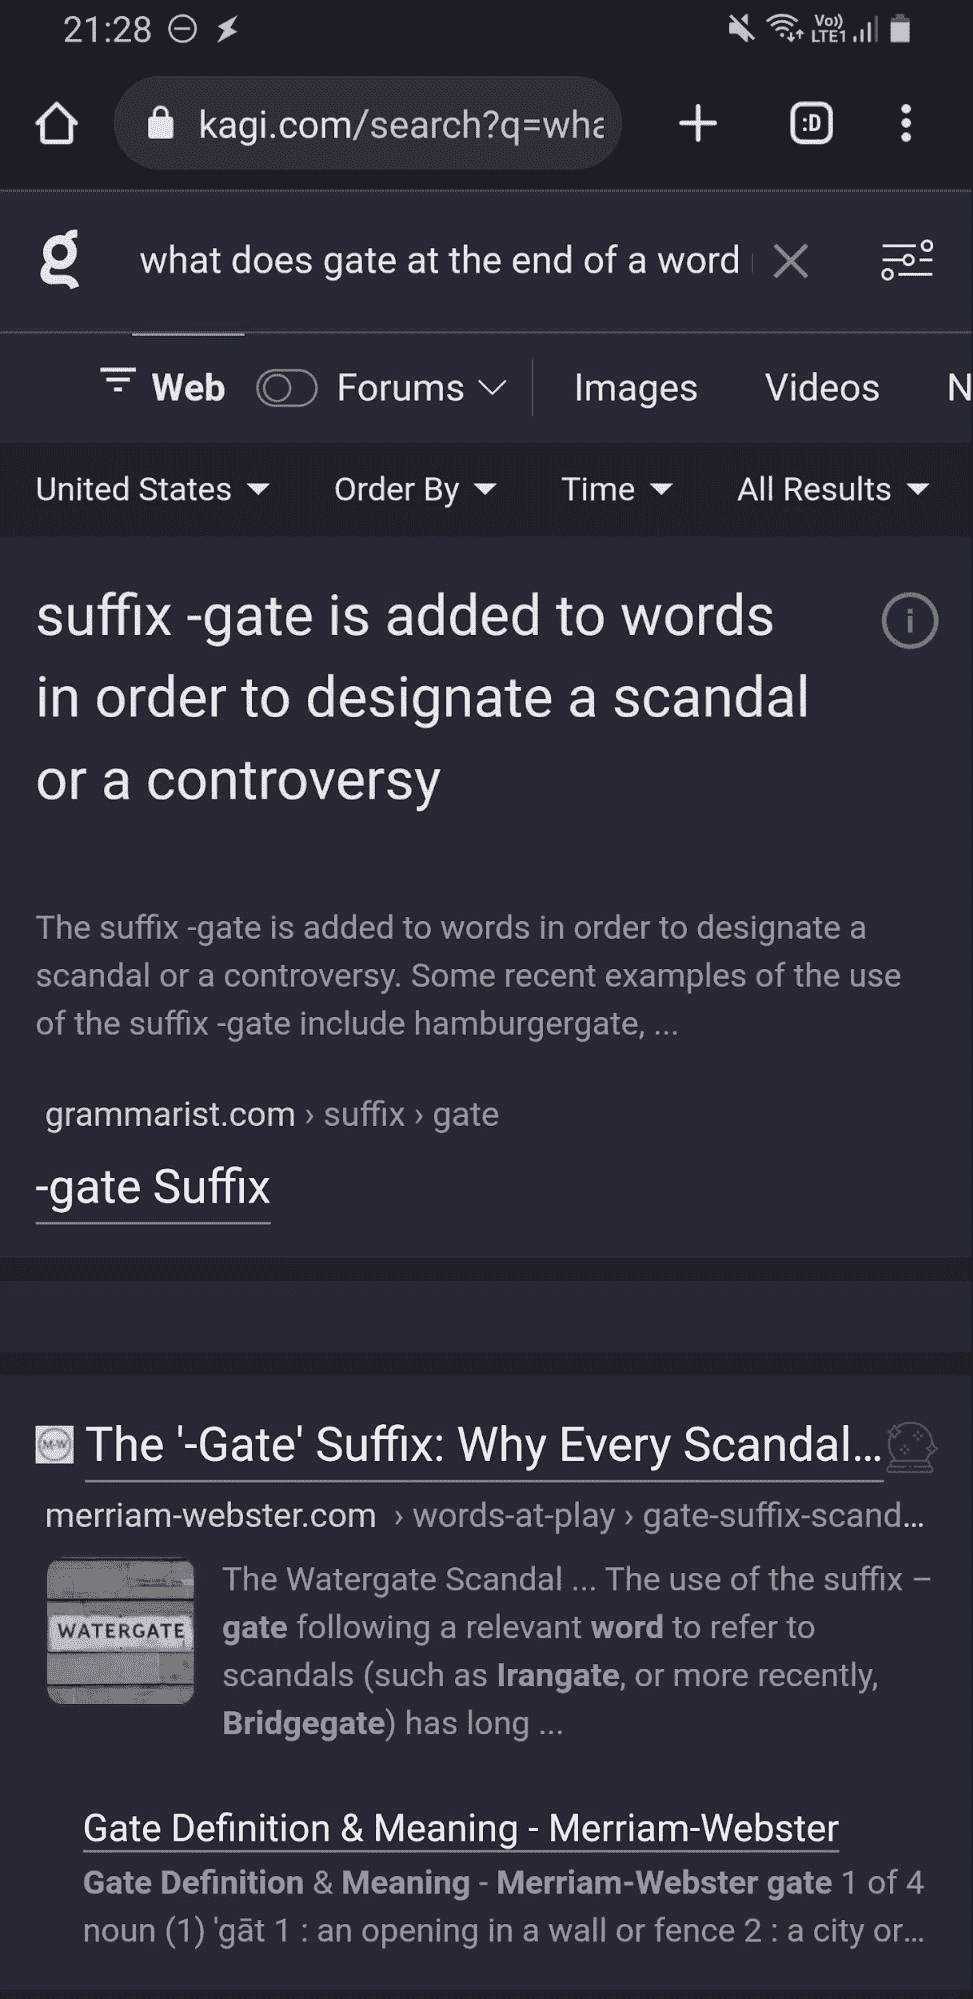 21:28
Vo))
LTE1
kagi.com/search?q=wha
:D
g
what does gate at the end of a word
Web
Forums
Images
Videos
N
United States
Order By
Time
All Results
suffix -gate is added to words
in order to designate a scandal
or a controversy
i
The suffix -gate is added to words in order to designate a
scandal or a controversy. Some recent examples of the use
of the suffix -gate include hamburgergate, ...
grammarist.com › suffix › gate
-gate Suffix
M-W
The '-Gate' Suffix: Why Every Scandal...
merriam-webster.com › words-at-play › gate-suffix-scand...
WATERGATE
The Watergate Scandal ... The use of the suffix –
gate following a relevant word to refer to
scandals (such as Irangate, or more recently,
Bridgegate) has long ...
Gate Definition & Meaning - Merriam-Webster
Gate Definition & Meaning - Merriam-Webster gate 1 of 4
noun (1) ˈgāt 1 : an opening in a wall or fence 2 : a city or...